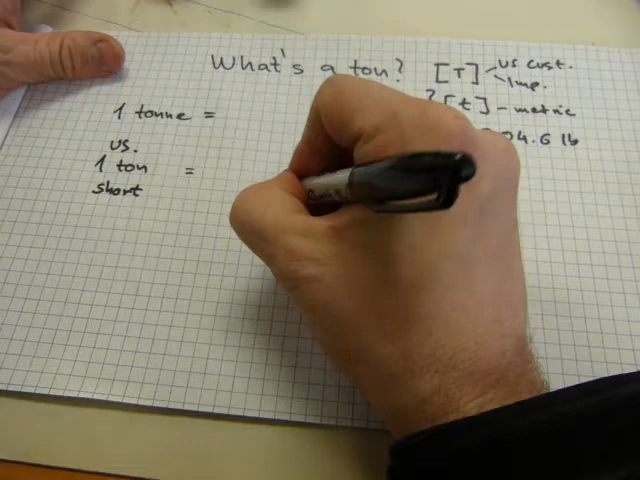 What's a ton? [T] US cust.
Imp.
? [t] - metric
1 tonne = 04.6 lb
US.
1 ton =
short